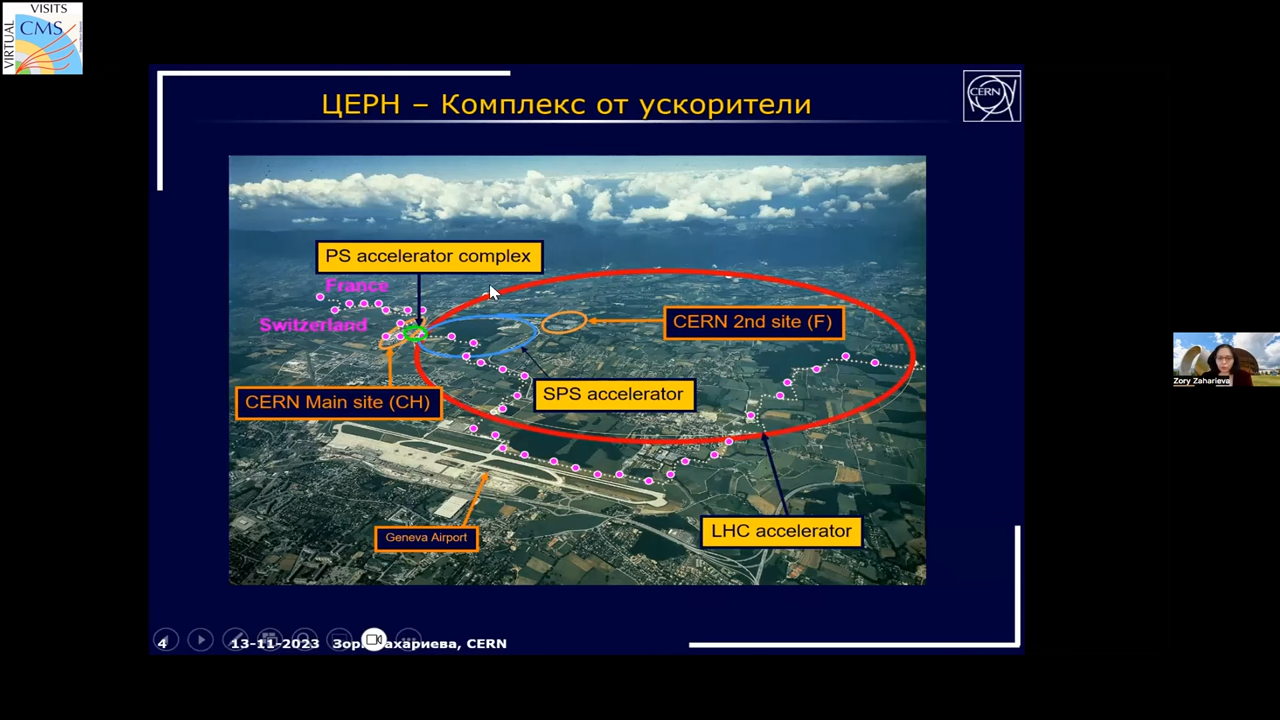 VISITS
CMS
VIRTUAL
ЦЕРН – Комплекс от ускорители
CERN
PS accelerator complex
France
Switzerland
CERN 2nd site (F)
CERN Main site (CH)
SPS accelerator
LHC accelerator
Geneva Airport
Zory Zaharieva
4
13-11-2023
CERN